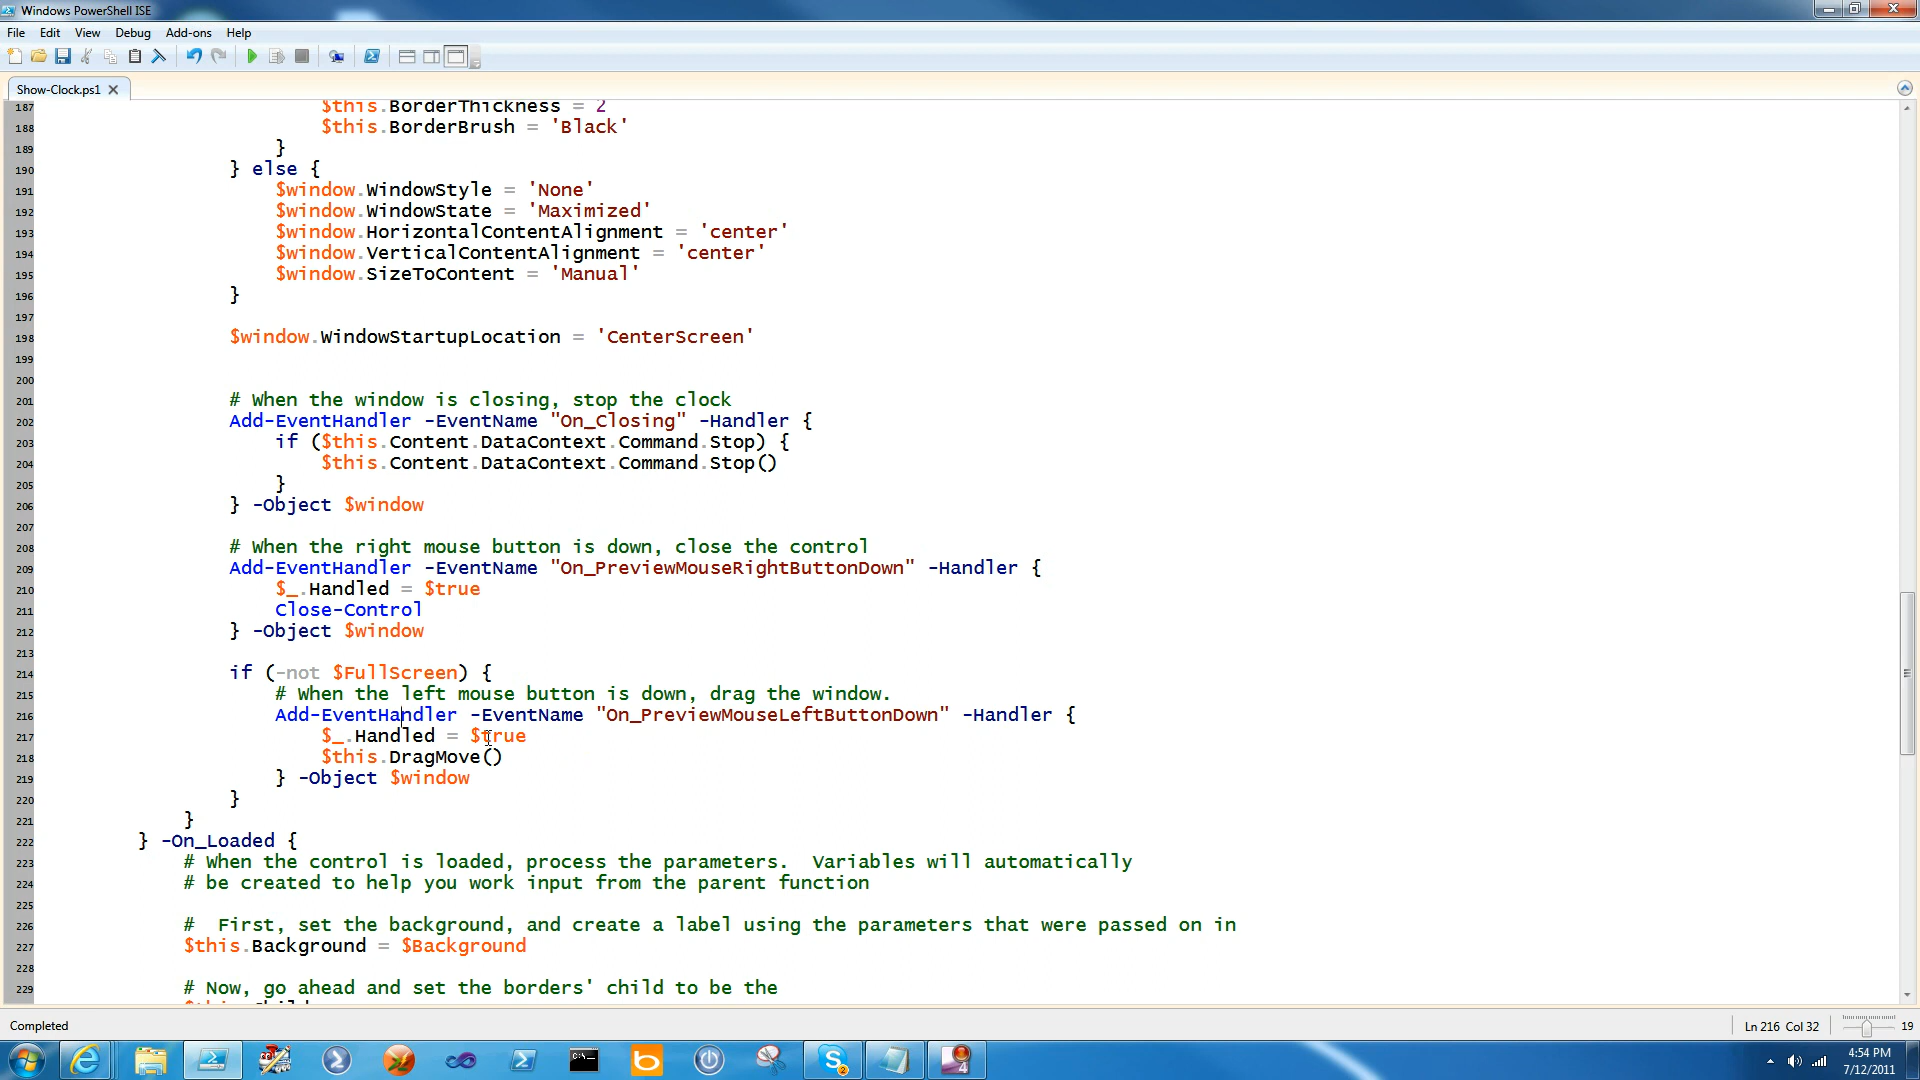 Windows PowerShell ISE
File Edit View Debug Add-ons Help
Show-Clock.ps1
187 $this.BorderThickness = 2
188 $this.BorderBrush = 'Black'
189 }
190 } else {
191 $window.WindowStyle = 'None'
192 $window.WindowState = 'Maximized'
193 $window.HorizontalContentAlignment = 'center'
194 $window.VerticalContentAlignment = 'center'
195 $window.SizeToContent = 'Manual'
196 }
197
198 $window.WindowStartupLocation = 'CenterScreen'
199
200
201 # When the window is closing, stop the clock
202 Add-EventHandler -EventName "On_Closing" -Handler {
203 if ($this.Content.DataContext.Command.Stop) {
204 $this.Content.DataContext.Command.Stop()
205 }
206 } -Object $window
207
208 # When the right mouse button is down, close the control
209 Add-EventHandler -EventName "On_PreviewMouseRightButtonDown" -Handler {
210 $_.Handled = $true
211 Close-Control
212 } -Object $window
213
214 if (-not $FullScreen) {
215 # When the left mouse button is down, drag the window.
216 Add-EventHandler -EventName "On_PreviewMouseLeftButtonDown" -Handler {
217 $_.Handled = $true
218 $this.DragMove()
219 } -Object $window
220 }
221 }
222 } -On_Loaded {
223 # When the control is loaded, process the parameters.  Variables will automatically
224 # be created to help you work input from the parent function
225
226 #  First, set the background, and create a label using the parameters that were passed on in
227 $this.Background = $Background
228
229 # Now, go ahead and set the borders' child to be the
Completed
Ln 216 Col 32
19
C:\_
b
S
2
4
4:54 PM
7/12/2011